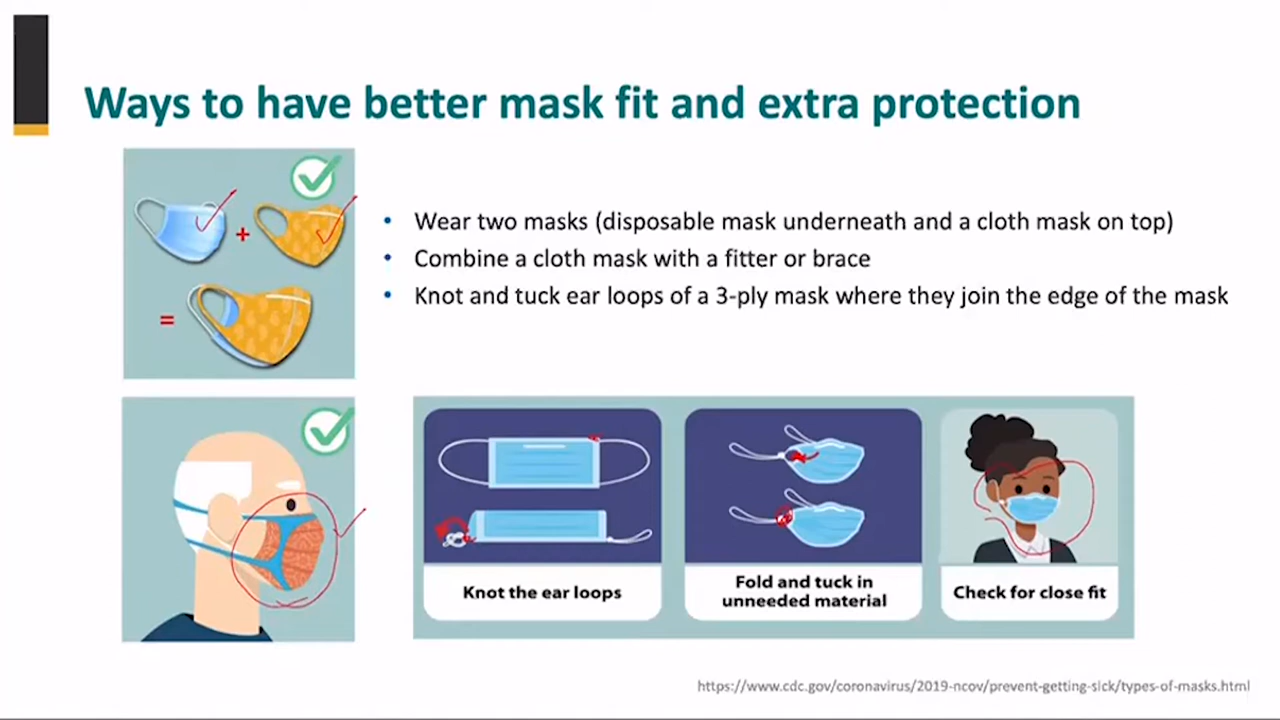 Ways to have better mask fit and extra protection
+
=
• Wear two masks (disposable mask underneath and a cloth mask on top)
• Combine a cloth mask with a fitter or brace
• Knot and tuck ear loops of a 3-ply mask where they join the edge of the mask
Knot the ear loops
Fold and tuck in
unneeded material
Check for close fit
https://www.cdc.gov/coronavirus/2019-ncov/prevent-getting-sick/types-of-masks.html